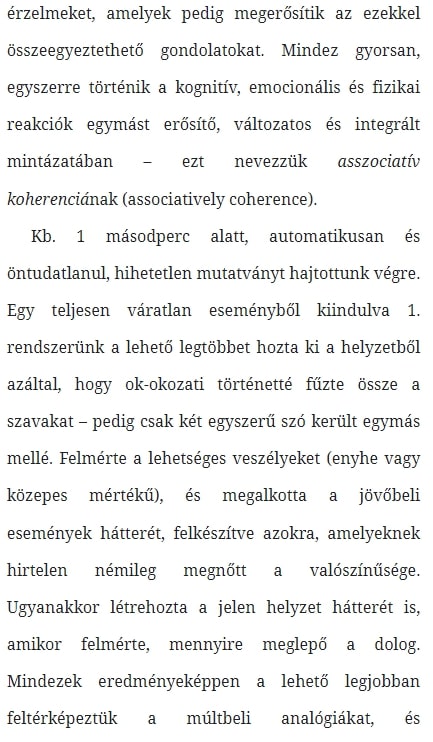 érzelmeket, amelyek pedig megerősítik az ezekkel
összeegyeztethető gondolatokat. Mindez gyorsan,
egyszerre történik a kognitív, emocionális és fizikai
reakciók egymást erősítő, változatos és integrált
mintázatában – ezt nevezzük asszociatív
koherenciának (associatively coherence).
Kb. 1 másodperc alatt, automatikusan és
öntudatlanul, hihetetlen mutatványt hajtottunk végre.
Egy teljesen váratlan eseményből kiindulva 1.
rendszerünk a lehető legtöbbet hozta ki a helyzetből
azáltal, hogy ok-okozati történetté fűzte össze a
szavakat – pedig csak két egyszerű szó került egymás
mellé. Felmérte a lehetséges veszélyeket (enyhe vagy
közepes mértékű), és megalkotta a jövőbeli
események hátterét, felkészítve azokra, amelyeknek
hirtelen némileg megnőtt a valószínűsége.
Ugyanakkor létrehozta a jelen helyzet hátterét is,
amikor felmérte, mennyire meglepő a dolog.
Mindezek eredményeképpen a lehető legjobban
feltérképeztük a múltbeli analógiákat, és